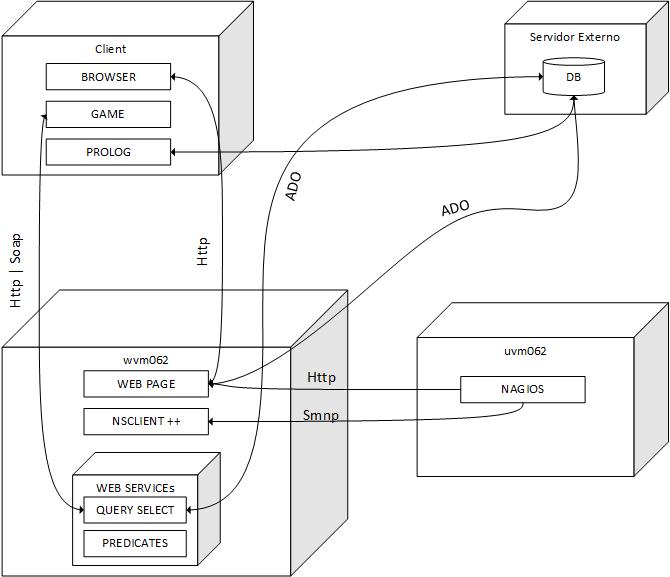 Client
BROWSER
GAME
PROLOG
Servidor Externo
DB
ADO
ADO
Http | Soap
Http
wvm062
WEB PAGE
NSCLIENT ++
WEB SERVICEs
QUERY SELECT
PREDICATES
Http
Smnp
uvm062
NAGIOS